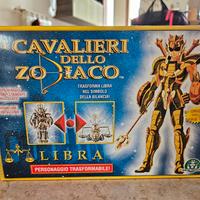 CAVALIERI
DELLO
ZODIACO
TRASFORMA LIBRA
NEL SIMBOLO
DELLA BILANCIA!
LIBRA
PERSONAGGIO TRASFORMABILE!